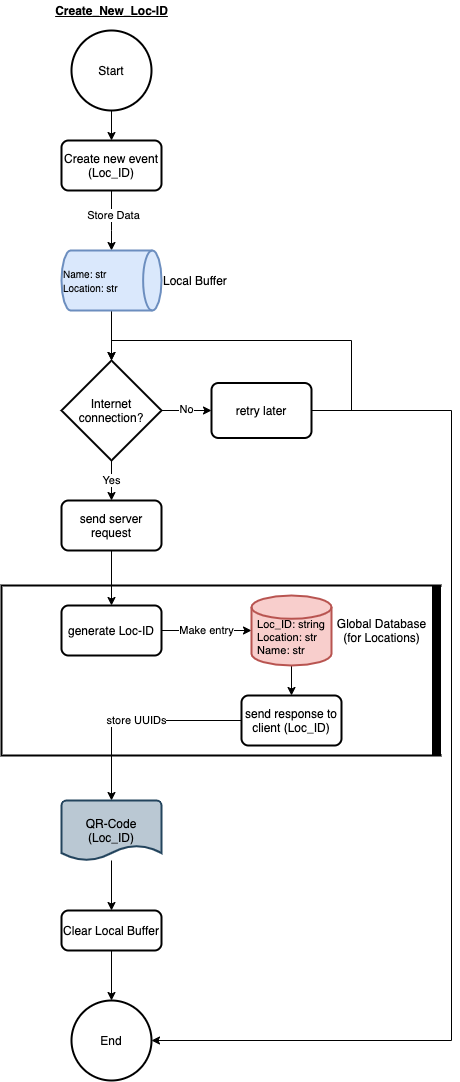 Create_New_Loc-ID
Start
Create new event
(Loc_ID)
Store Data
Name: str
Location: str
Local Buffer
Internet
connection?
No
retry later
Yes
send server
request
generate Loc-ID
Make entry
Loc_ID: string
Location: str
Name: str
Global Database
(for Locations)
send response to
client (Loc_ID)
store UUIDs
QR-Code
(Loc_ID)
Clear Local Buffer
End